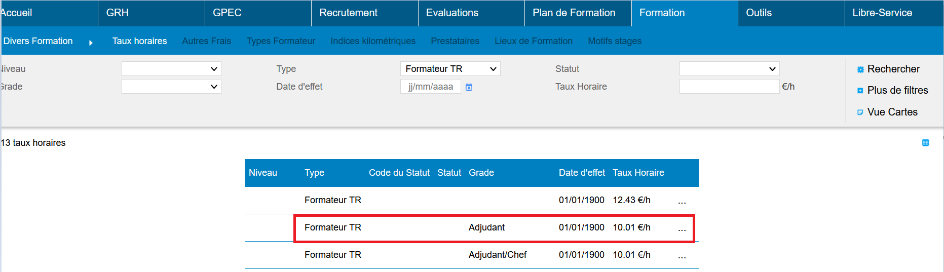 Accueil GRH GPEC Recrutement Evaluations Plan de Formation Formation Outils Libre-Service
Divers Formation Taux horaires Autres Frais Types Formateur Indices kilométriques Prestataires Lieux de Formation Motifs stages
Niveau Type Formateur TR Statut Rechercher
Grade Date d'effet jj/mm/aaaa Taux Horaire €/h Plus de filtres
Vue Cartes
13 taux horaires
Niveau Type Code du Statut Statut Grade Date d'effet Taux Horaire
Formateur TR 01/01/1900 12.43 €/h ...
Formateur TR Adjudant 01/01/1900 10.01 €/h ...
Formateur TR Adjudant/Chef 01/01/1900 10.01 €/h ...